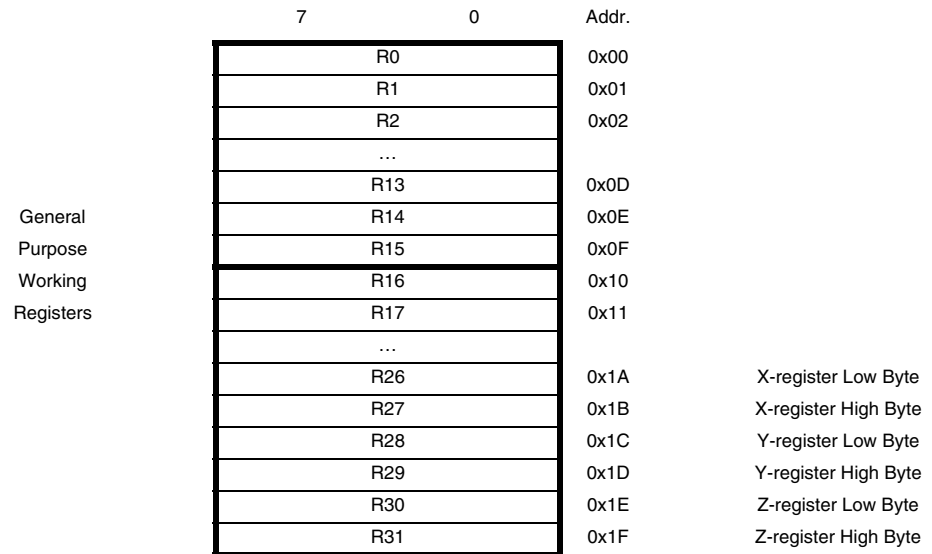 7 0 Addr.
R0 0x00
R1 0x01
R2 0x02
…
R13 0x0D
General R14 0x0E
Purpose R15 0x0F
Working R16 0x10
Registers R17 0x11
…
R26 0x1A X-register Low Byte
R27 0x1B X-register High Byte
R28 0x1C Y-register Low Byte
R29 0x1D Y-register High Byte
R30 0x1E Z-register Low Byte
R31 0x1F Z-register High Byte